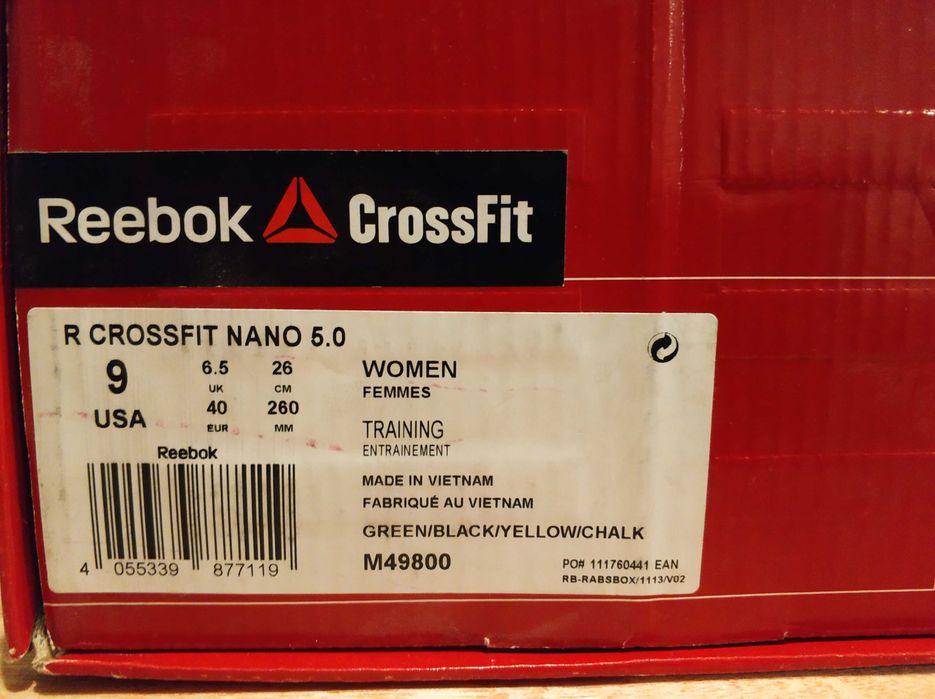 Reebok CrossFit
R CROSSFIT NANO 5.0
9
USA
6.5 26
UK CM
40 260
EUR MM
WOMEN
FEMMES
TRAINING
ENTRAINEMENT
Reebok
4 055339 877119
MADE IN VIETNAM
FABRIQUÉ AU VIETNAM
GREEN/BLACK/YELLOW/CHALK
M49800
PO# 111760441 EAN
RB-RABSBOX/1113/V02